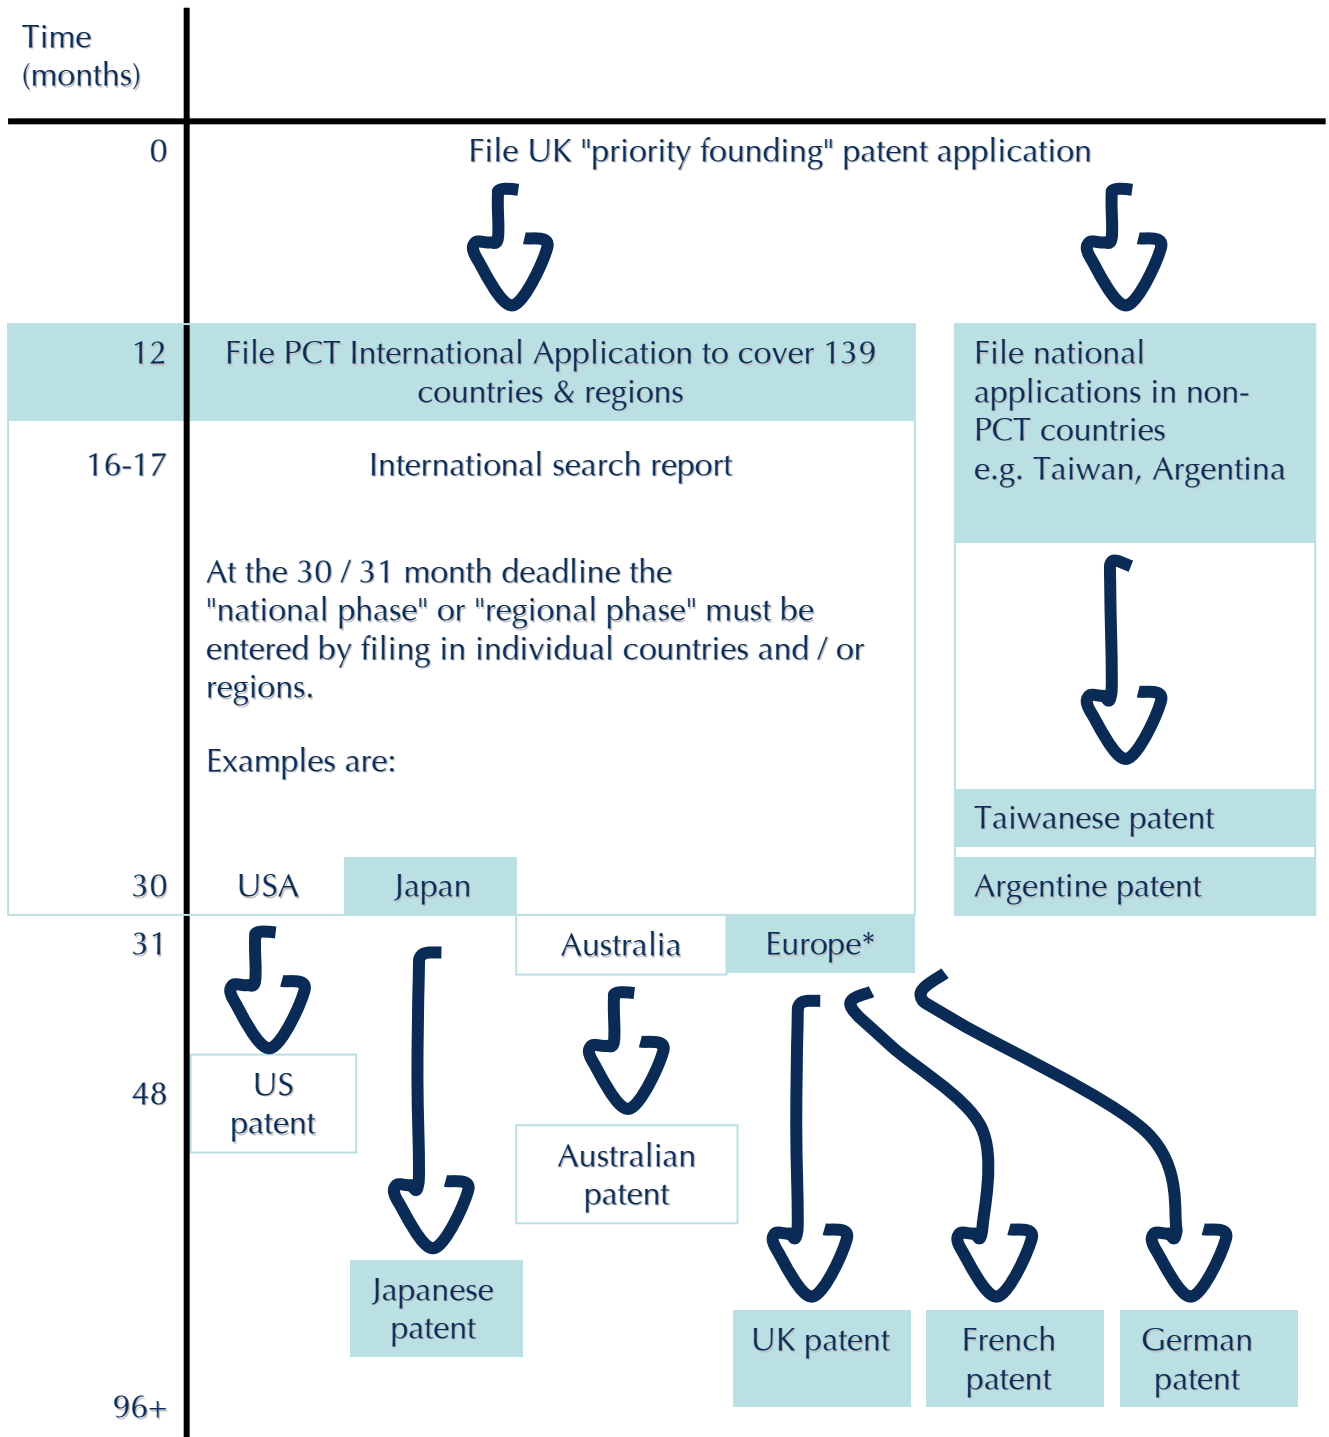 Time
(months)
0
File UK "priority founding" patent application
12
File PCT International Application to cover 139
countries & regions
File national
applications in non-
PCT countries
e.g. Taiwan, Argentina
16-17
International search report
At the 30 / 31 month deadline the
"national phase" or "regional phase" must be
entered by filing in individual countries and / or
regions.
Examples are:
Taiwanese patent
30
USA
Japan
Argentine patent
31
Australia
Europe*
48
US
patent
Australian
patent
Japanese
patent
UK patent
French
patent
German
patent
96+